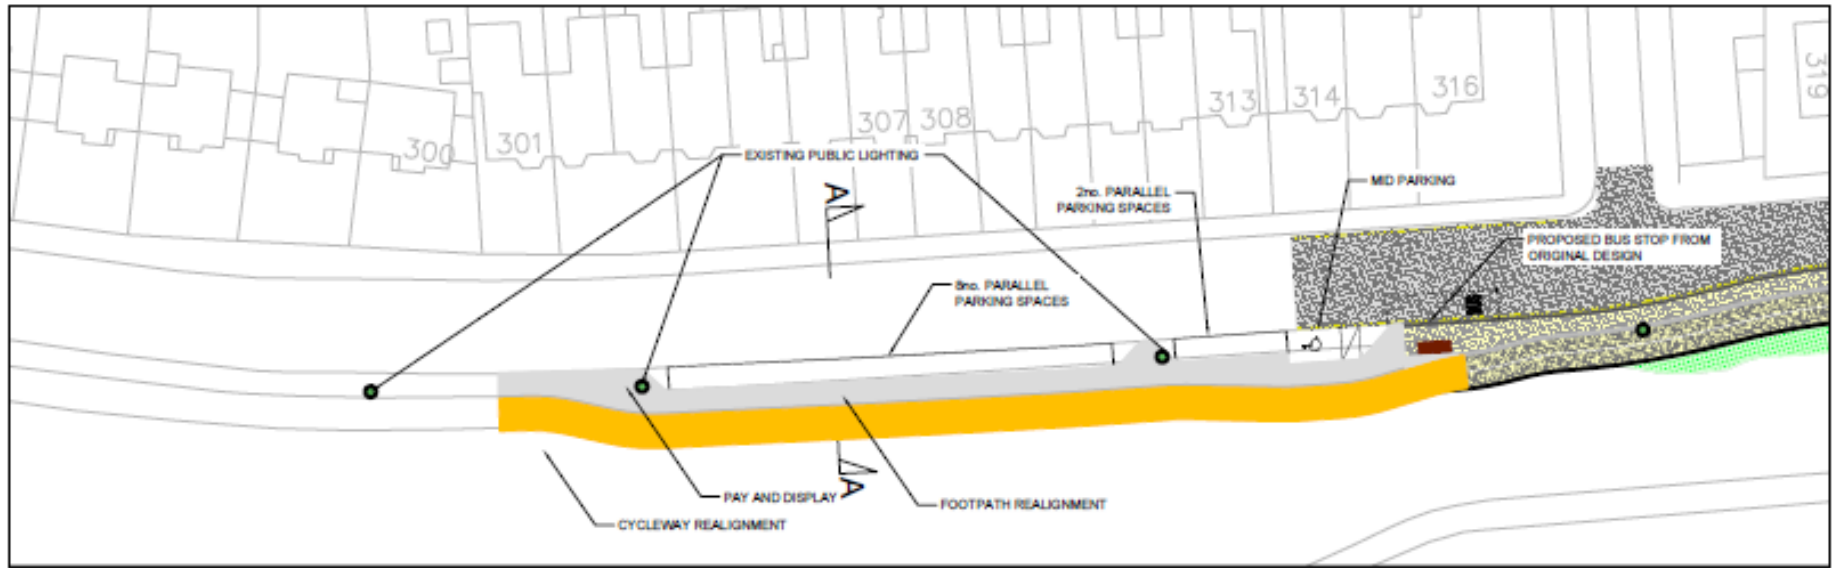 319
316
313
314
307
308
301
300
EXISTING PUBLIC LIGHTING
MID PARKING
2no. PARALLEL
PARKING SPACES
A
PROPOSED BUS STOP FROM
ORIGINAL DESIGN
8no. PARALLEL
PARKING SPACES
A
PAY AND DISPLAY
FOOTPATH REALIGNMENT
CYCLEWAY REALIGNMENT